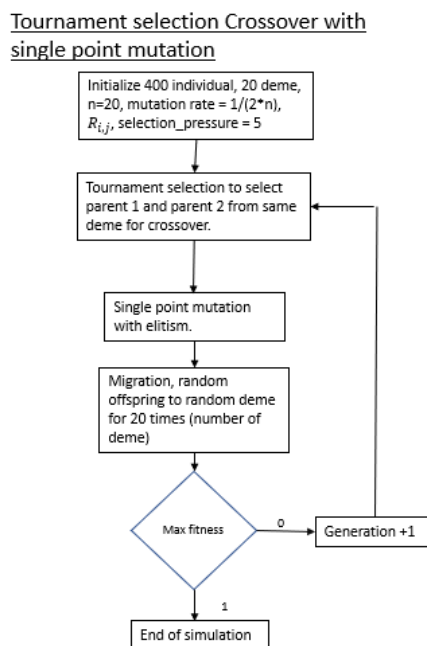 Tournament selection Crossover with
single point mutation
Initialize 400 individual, 20 deme,
n=20, mutation rate = 1/(2*n),
R_{i,j}, selection_pressure = 5
Tournament selection to select
parent 1 and parent 2 from same
deme for crossover.
Single point mutation
with elitism.
Migration, random
offspring to random deme
for 20 times (number of
deme)
Max fitness
0
Generation +1
1
End of simulation